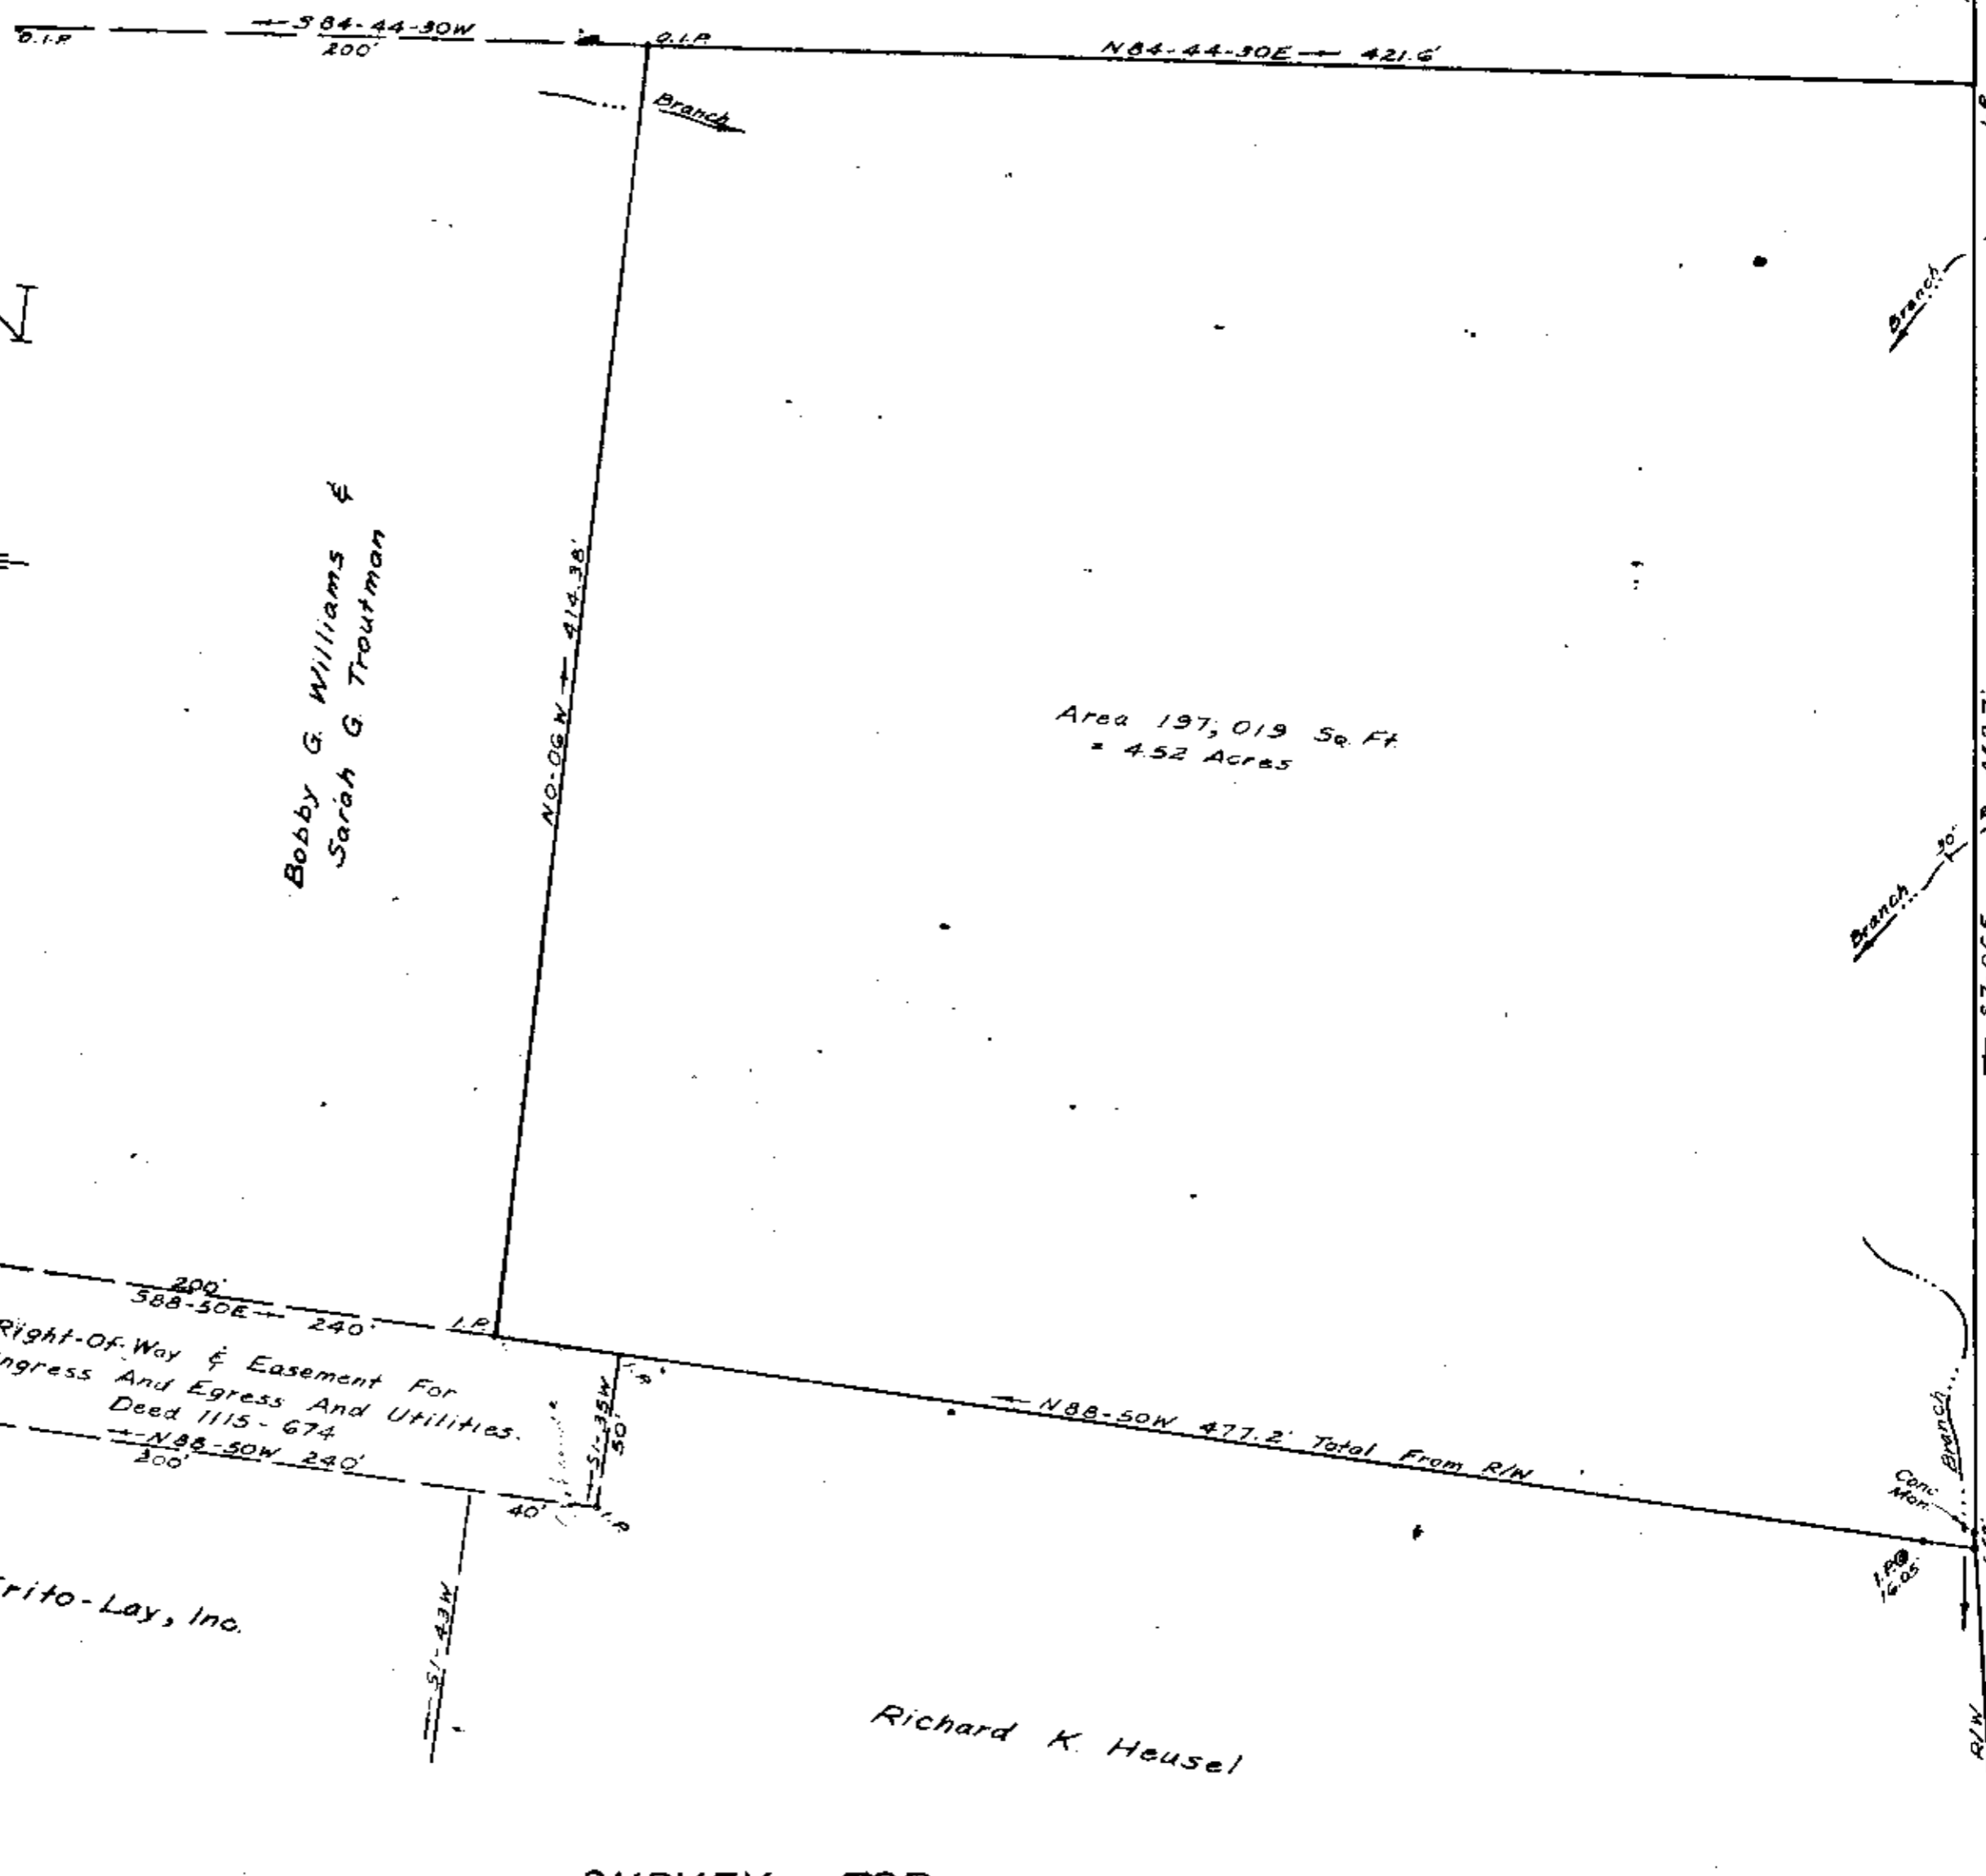 S 84-44-30W
200'
O.I.P.
O.I.P.
N84-44-30E 421.6'
Branch
Branch
Bobby G. Williams &
Sarah G. Troutman
N0-06W 414.38'
Area 197,019 Sq. Ft.
= 4.52 Acres
30'
Branch
200'
S88-50E 240'
I.P.
Right-Of-Way & Easement For
Ingress And Egress And Utilities.
Deed 1115-674
N88-50W 240'
200'
40'
S1-35W
50'
I.P.
I.P.
N88-50W 477.2' Total From R/W
Branch
Conc.
Mon.
I.P.@
16.05'
Frito-Lay, Inc.
S1-43W
Richard K. Heusel
R/W